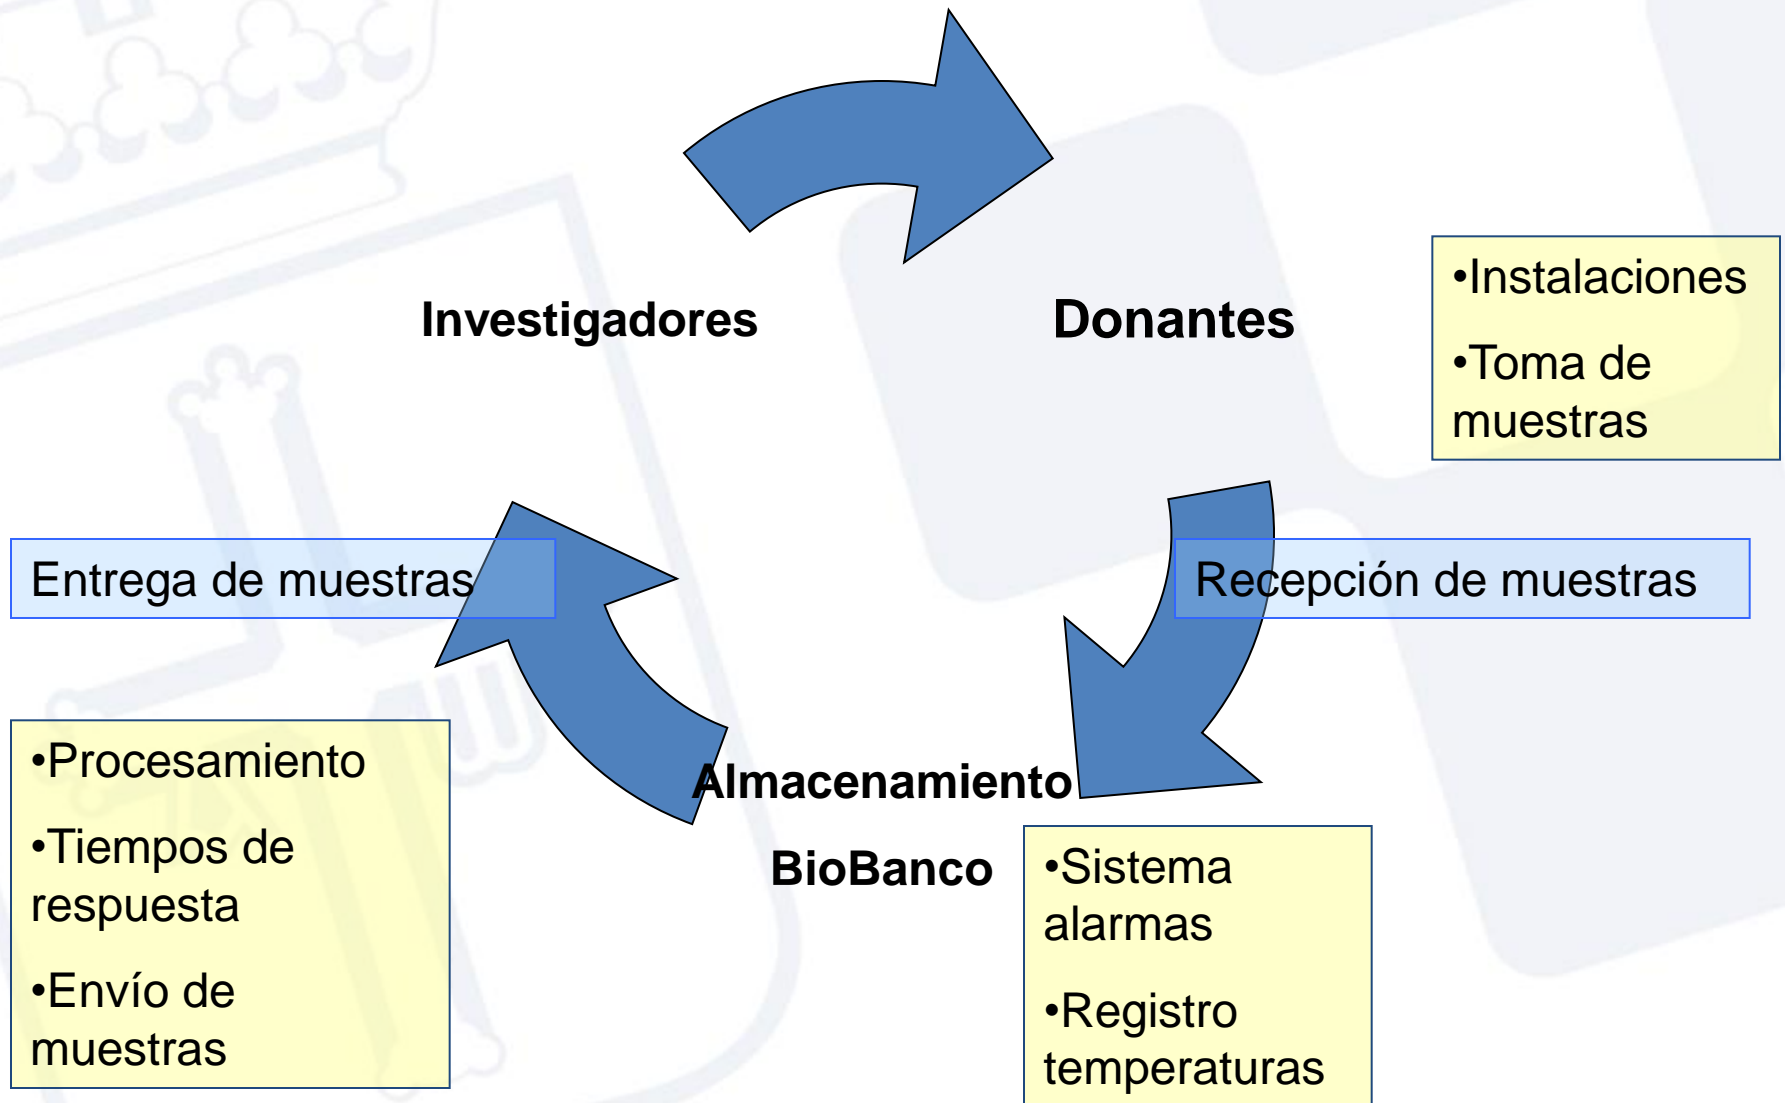 Investigadores
Donantes
•Instalaciones
•Toma de
muestras
Entrega de muestras
Recepción de muestras
•Procesamiento
•Tiempos de
respuesta
•Envío de
muestras
Almacenamiento
BioBanco
•Sistema
alarmas
•Registro
temperaturas